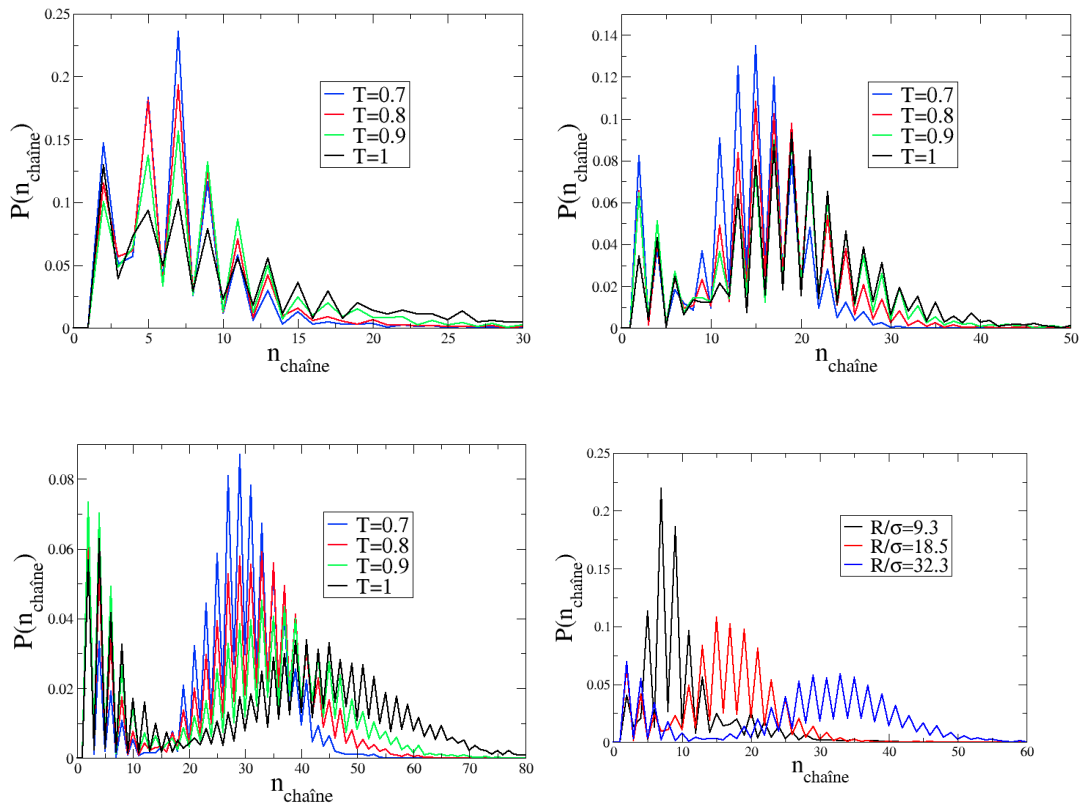 0.25
0.2
0.15
0.1
0.05
0
P(n_chaîne)
T=0.7
T=0.8
T=0.9
T=1
5 10 15 20 25 30
n_chaîne
0.14
0.12
0.1
0.08
0.06
0.04
0.02
0
P(n_chaîne)
T=0.7
T=0.8
T=0.9
T=1
0 10 20 30 40 50
n_chaîne
0.08
0.06
0.04
0.02
0
P(n_chaîne)
T=0.7
T=0.8
T=0.9
T=1
0 10 20 30 40 50 60 70 80
n_chaîne
0.25
0.2
0.15
0.1
0.05
0
P(n_chaîne)
R/σ=9.3
R/σ=18.5
R/σ=32.3
0 10 20 30 40 50 60
n_chaîne